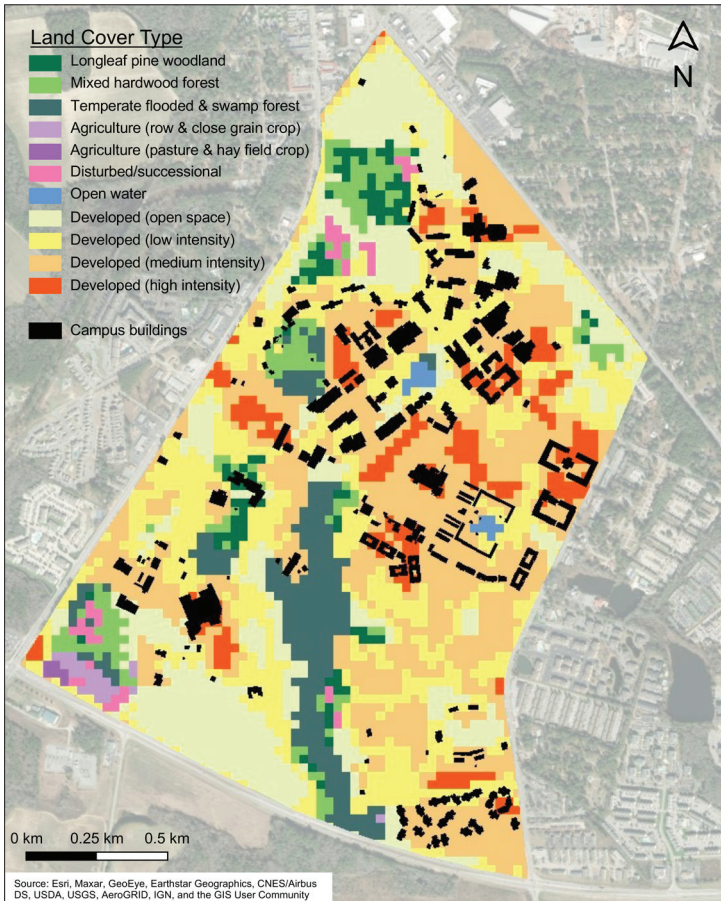 Land Cover Type
Longleaf pine woodland
Mixed hardwood forest
Temperate flooded & swamp forest
Agriculture (row & close grain crop)
Agriculture (pasture & hay field crop)
Disturbed/successional
Open water
Developed (open space)
Developed (low intensity)
Developed (medium intensity)
Developed (high intensity)
Campus buildings
N
0 km 0.25 km 0.5 km
Source: Esri, Maxar, GeoEye, Earthstar Geographics, CNES/Airbus
DS, USDA, USGS, AeroGRID, IGN, and the GIS User Community